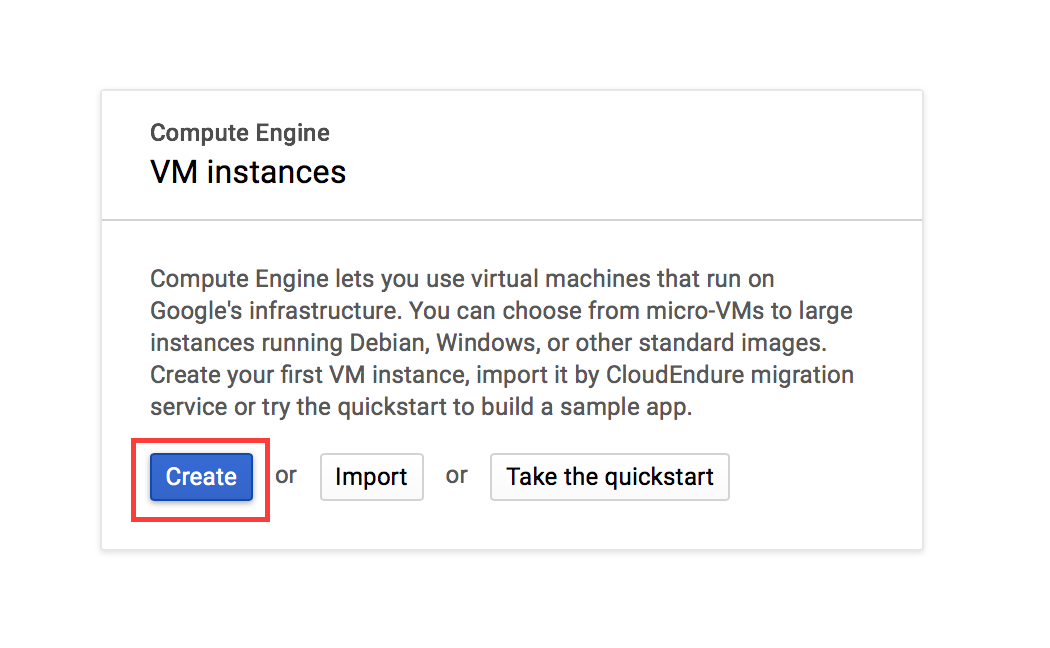 Compute Engine
VM instances
Compute Engine lets you use virtual machines that run on
Google's infrastructure. You can choose from micro-VMs to large
instances running Debian, Windows, or other standard images.
Create your first VM instance, import it by CloudEndure migration
service or try the quickstart to build a sample app.
Create or Import or Take the quickstart